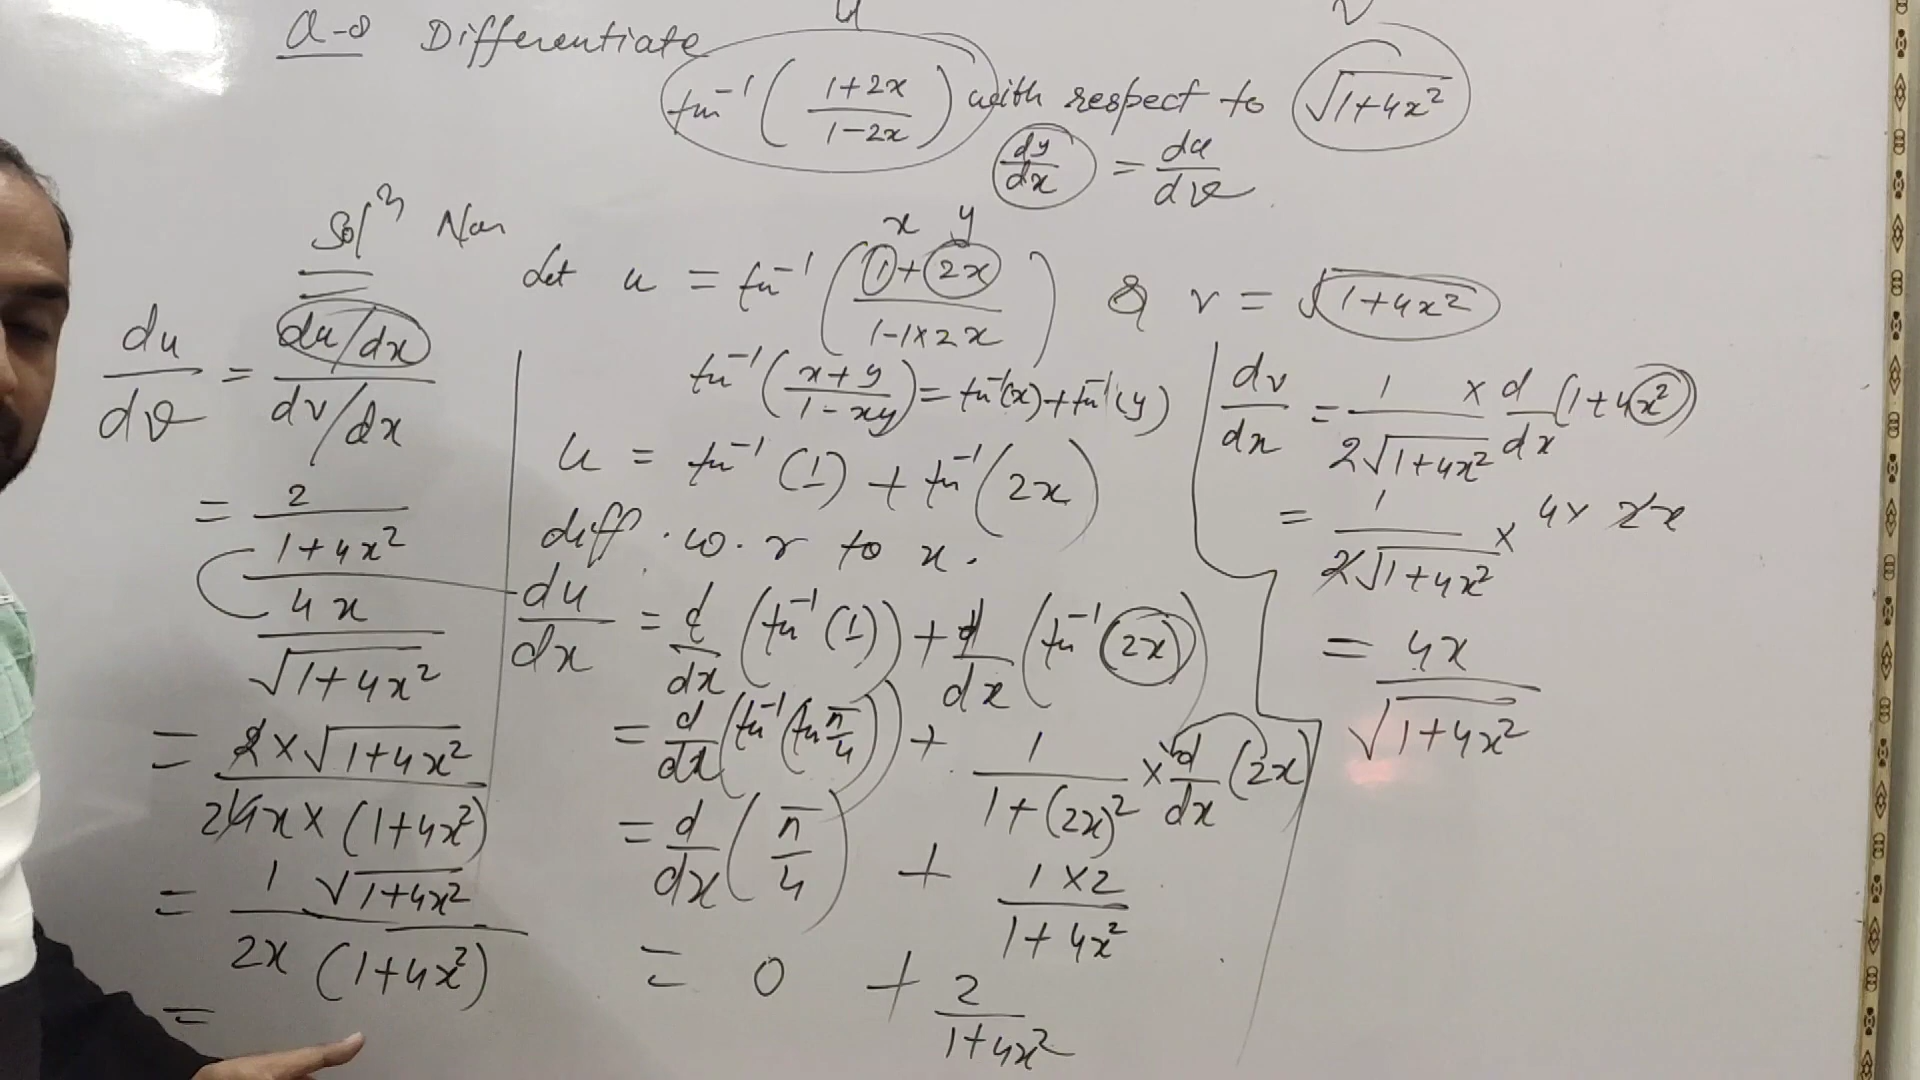 Q-8 Differentiate
u
v
tan⁻¹ ( (1+2x)/(1-2x) ) with respect to √(1+4x²)
dy/dx = du/dv
Solⁿ
let u = tan⁻¹ ( (1+2x)/(1-1×2x) ) & v = √(1+4x²)
x y
tan⁻¹ ( (x+y)/(1-xy) ) = tan⁻¹(x) + tan⁻¹(y)
u = tan⁻¹(1) + tan⁻¹(2x)
diff. w.r to x.
du/dx = d/dx (tan⁻¹(1)) + d/dx (tan⁻¹(2x))
= d/dx (tan⁻¹(tan π/4)) + 1/(1+(2x)²) × d/dx (2x)
= d/dx (π/4) + (1×2)/(1+4x²)
= 0 + 2/(1+4x²)
dv/dx = 1/(2√(1+4x²)) × d/dx (1+4x²)
= 1/(2√(1+4x²)) × 4× 2x
= 4x/√(1+4x²)
du/dv = (du/dx)/(dv/dx)
= (2/(1+4x²))/(4x/√(1+4x²))
= (2×√(1+4x²))/(2 4x×(1+4x²))
= (1 √(1+4x²))/(2x (1+4x²))
=